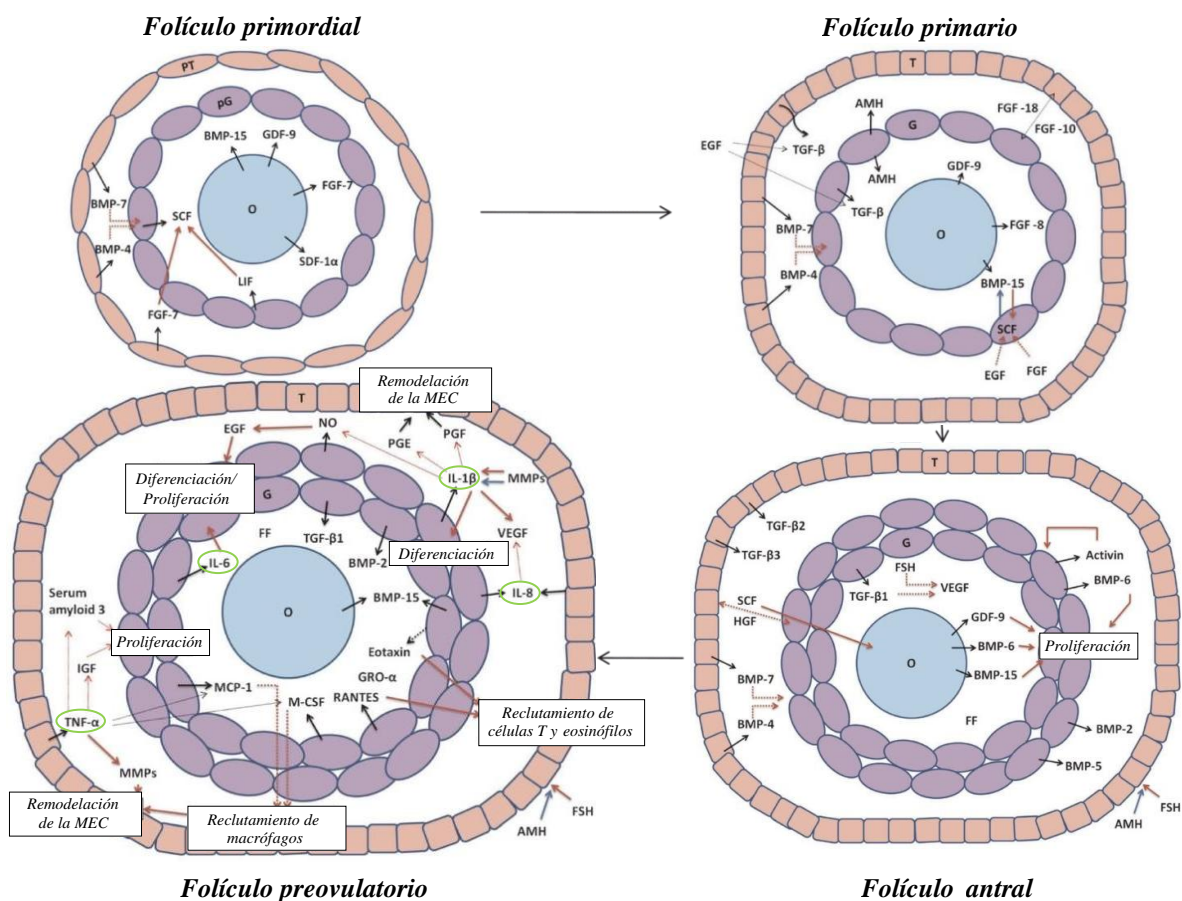 Folículo primordial
PT
pG
BMP-15
GDF-9
FGF-7
O
BMP-7
SCF
BMP-4
SDF-1α
LIF
FGF-7
Folículo primario
T
FGF-18
AMH
G
FGF-10
EGF
TGF-β
AMH
GDF-9
TGF-β
BMP-7
FGF-8
O
BMP-4
BMP-15
SCF
EGF
FGF
Remodelación
de la MEC
T
EGF
NO
PGF
PGE
Diferenciación/
Proliferación
IL-1β
MMPs
G
FF
TGF-β1
VEGF
Diferenciación
BMP-2
IL-6
IL-8
Serum
amyloid 3
BMP-15
O
Proliferación
Eotaxin
IGF
GRO-α
MCP-1
RANTES
M-CSF
TNF-α
Reclutamiento de
células T y eosinófilos
MMPs
Remodelación
de la MEC
Reclutamiento de
macrófagos
FSH
AMH
Folículo preovulatorio
T
TGF-β2
TGF-β3
G
Activin
FSH
BMP-6
VEGF
TGF-β1
SCF
GDF-9
HGF
Proliferación
BMP-6
O
BMP-15
BMP-7
FF
BMP-4
BMP-2
BMP-5
FSH
AMH
Folículo antral